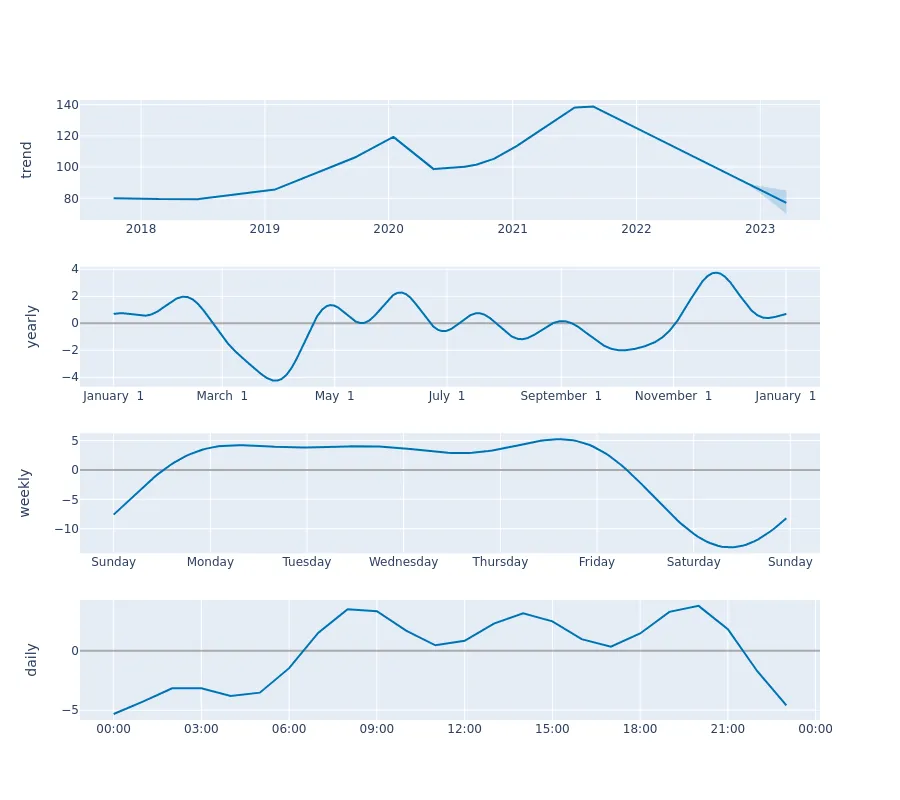 trend
140
120
100
80
2018 2019 2020 2021 2022 2023
yearly
4
2
0
−2
−4
January 1 March 1 May 1 July 1 September 1 November 1 January 1
weekly
5
0
−5
−10
Sunday Monday Tuesday Wednesday Thursday Friday Saturday Sunday
daily
0
−5
00:00 03:00 06:00 09:00 12:00 15:00 18:00 21:00 00:00